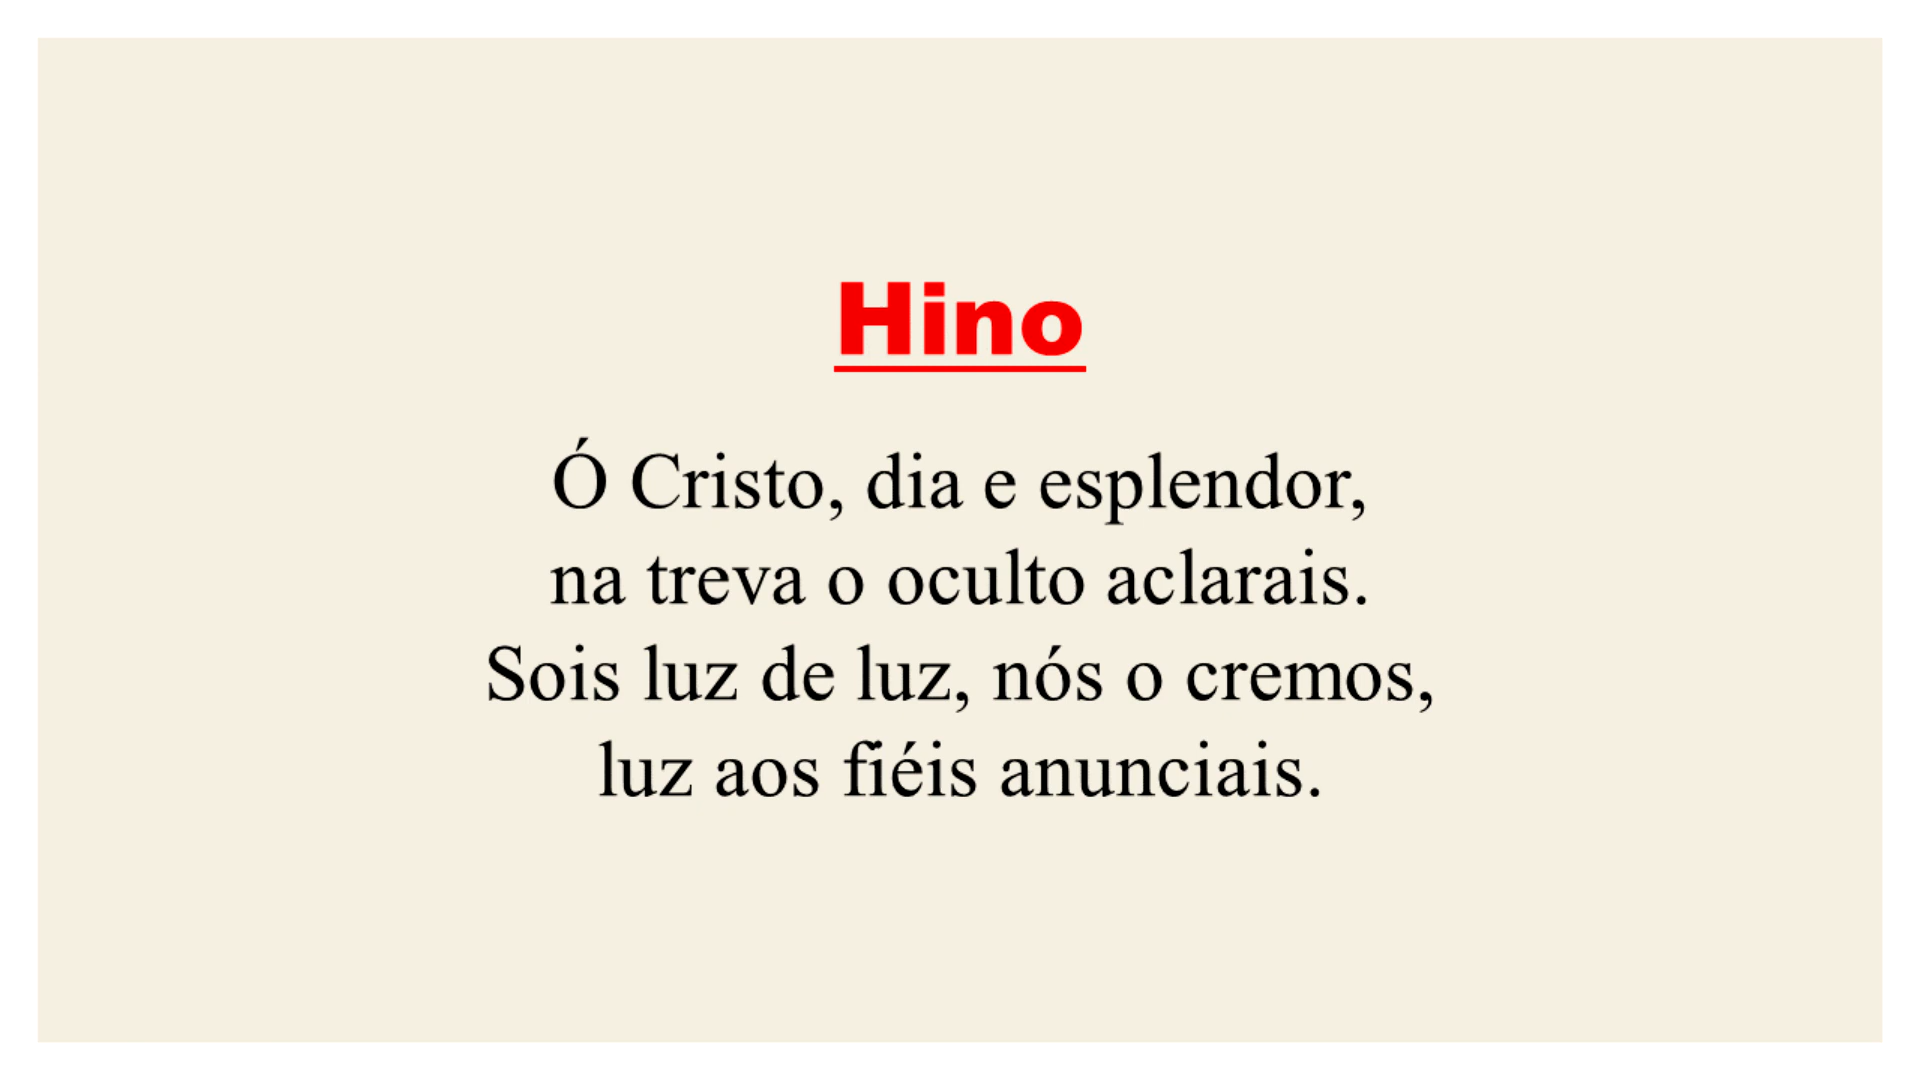 Hino
Ó Cristo, dia e esplendor,
na treva o oculto aclarais.
Sois luz de luz, nós o cremos,
luz aos fiéis anunciais.